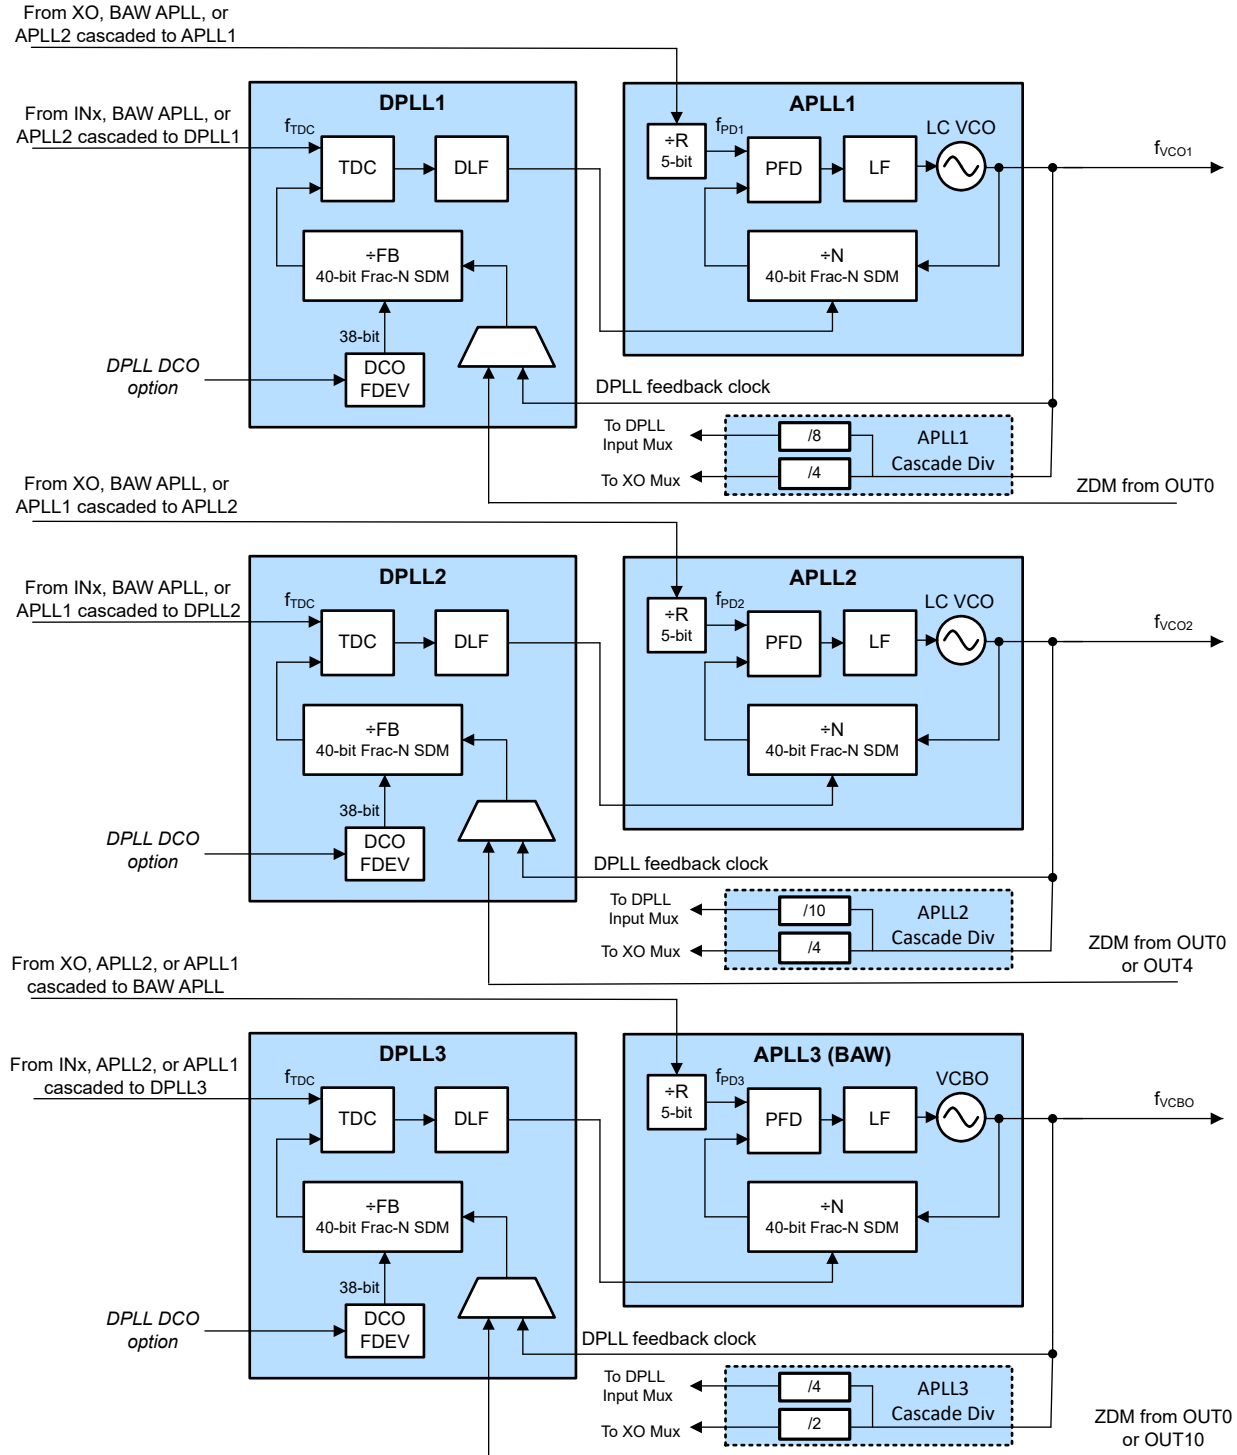 From XO, BAW APLL, or
APLL2 cascaded to APLL1
DPLL1
APLL1
From INx, BAW APLL, or
APLL2 cascaded to DPLL1
fTDC
TDC
DLF
÷R
5-bit
fPD1
PFD
LF
LC VCO
fVCO1
÷FB
40-bit Frac-N SDM
÷N
40-bit Frac-N SDM
38-bit
DPLL DCO
option
DCO
FDEV
DPLL feedback clock
To DPLL
Input Mux
/8
APLL1
Cascade Div
To XO Mux
/4
ZDM from OUT0
From XO, BAW APLL, or
APLL1 cascaded to APLL2
DPLL2
APLL2
From INx, BAW APLL, or
APLL1 cascaded to DPLL2
fTDC
TDC
DLF
÷R
5-bit
fPD2
PFD
LF
LC VCO
fVCO2
÷FB
40-bit Frac-N SDM
÷N
40-bit Frac-N SDM
38-bit
DPLL DCO
option
DCO
FDEV
DPLL feedback clock
To DPLL
Input Mux
/10
APLL2
Cascade Div
To XO Mux
/4
ZDM from OUT0
or OUT4
From XO, APLL2, or APLL1
cascaded to BAW APLL
DPLL3
APLL3 (BAW)
From INx, APLL2, or APLL1
cascaded to DPLL3
fTDC
TDC
DLF
÷R
5-bit
fPD3
PFD
LF
VCBO
fVCBO
÷FB
40-bit Frac-N SDM
÷N
40-bit Frac-N SDM
38-bit
DPLL DCO
option
DCO
FDEV
DPLL feedback clock
To DPLL
Input Mux
/4
APLL3
Cascade Div
To XO Mux
/2
ZDM from OUT0
or OUT10